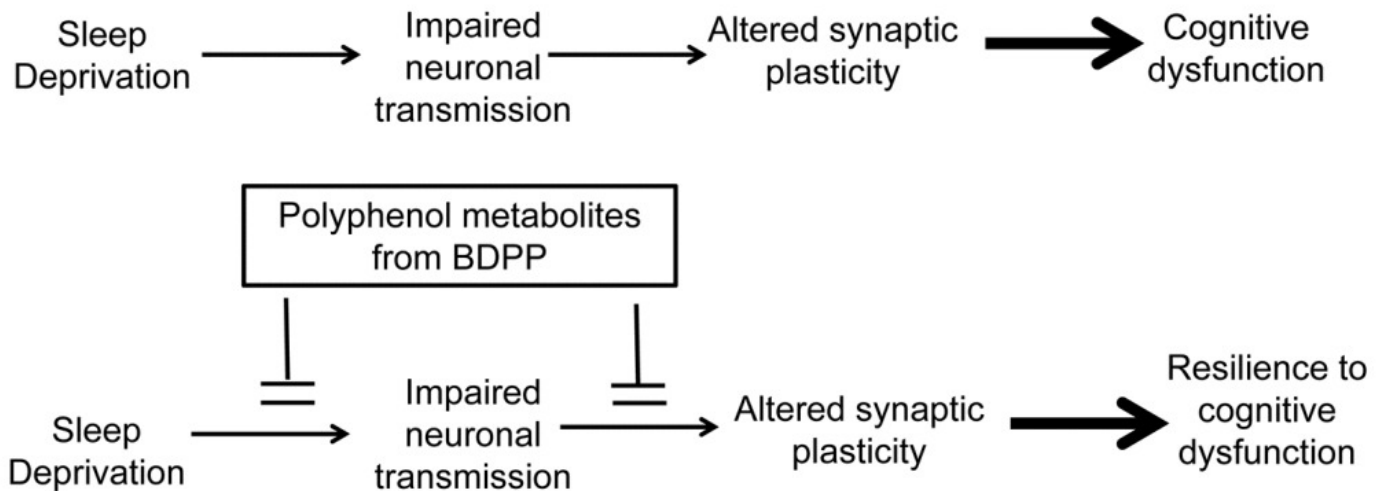 Sleep
Deprivation
Impaired
neuronal
transmission
Altered synaptic
plasticity
Cognitive
dysfunction
Polyphenol metabolites
from BDPP
Sleep
Deprivation
Impaired
neuronal
transmission
Altered synaptic
plasticity
Resilience to
cognitive
dysfunction